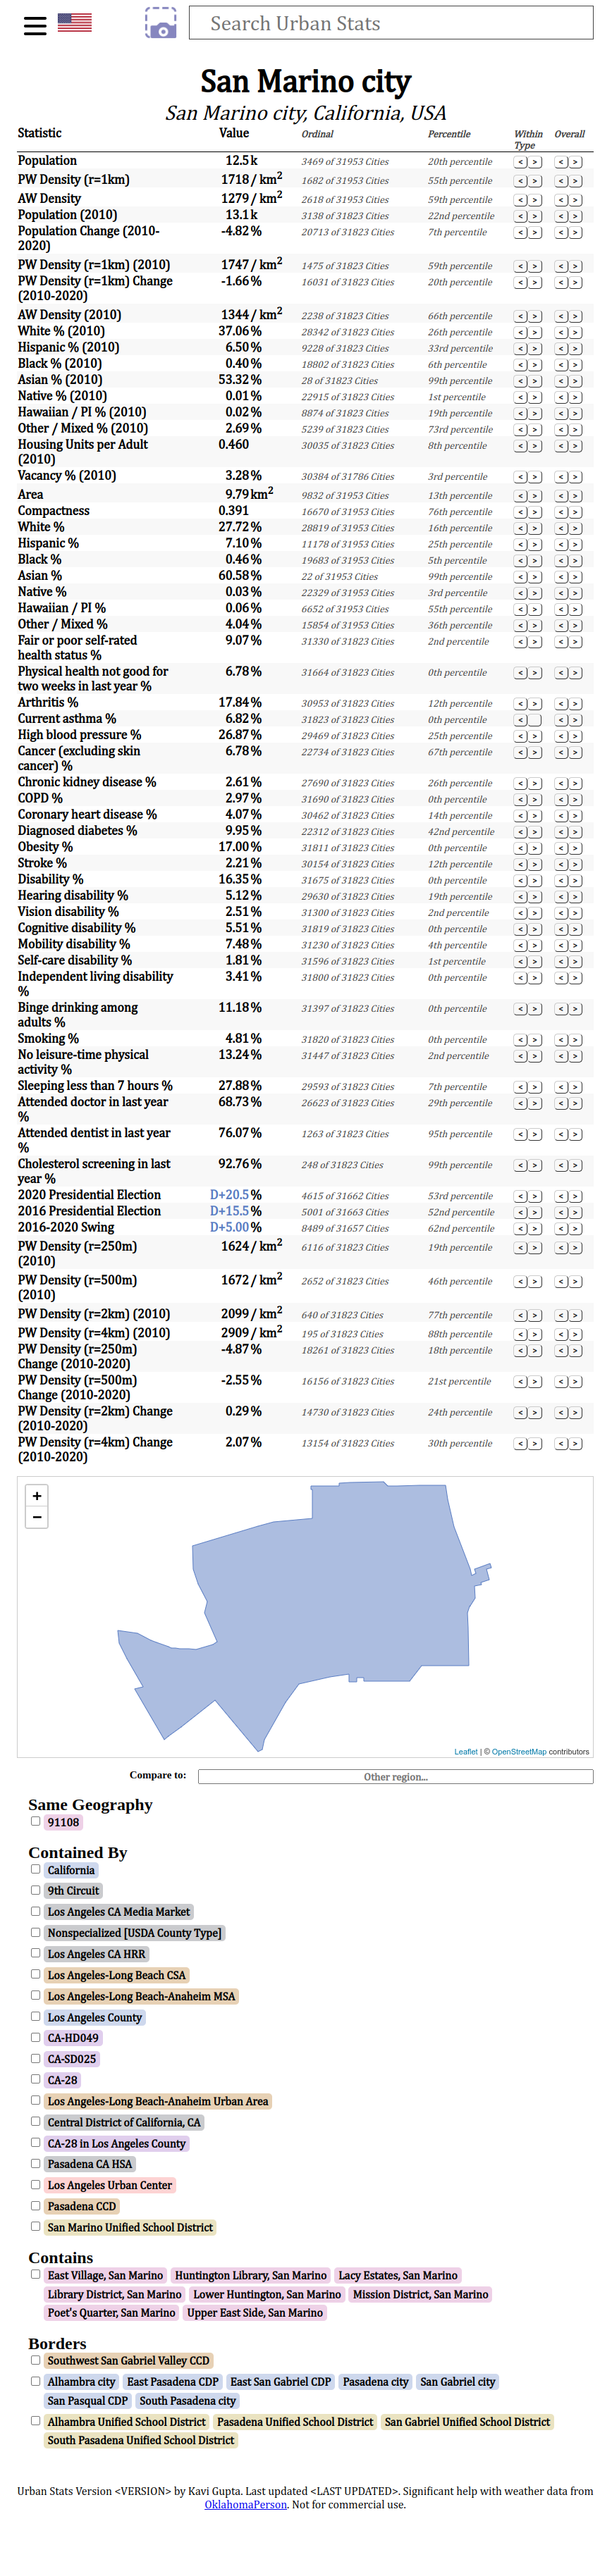 Search Urban Stats
San Marino city
San Marino city, California, USA
Statistic Value Ordinal Percentile Within Type Overall
Population 12.5k 3469 of 31953 Cities 20th percentile < > < >
PW Density (r=1km) 1718 / km2 1682 of 31953 Cities 55th percentile < > < >
AW Density 1279 / km2 2618 of 31953 Cities 59th percentile < > < >
Population (2010) 13.1k 3138 of 31823 Cities 22nd percentile < > < >
Population Change (2010-
2020) -4.82% 20713 of 31823 Cities 7th percentile < > < >
PW Density (r=1km) (2010) 1747 / km2 1475 of 31823 Cities 59th percentile < > < >
PW Density (r=1km) Change
(2010-2020) -1.66% 16031 of 31823 Cities 20th percentile < > < >
AW Density (2010) 1344 / km2 2238 of 31823 Cities 66th percentile < > < >
White % (2010) 37.06% 28342 of 31823 Cities 26th percentile < > < >
Hispanic % (2010) 6.50% 9228 of 31823 Cities 33rd percentile < > < >
Black % (2010) 0.40% 18802 of 31823 Cities 6th percentile < > < >
Asian % (2010) 53.32% 28 of 31823 Cities 99th percentile < > < >
Native % (2010) 0.01% 22915 of 31823 Cities 1st percentile < > < >
Hawaiian / PI % (2010) 0.02% 8874 of 31823 Cities 19th percentile < > < >
Other / Mixed % (2010) 2.69% 5239 of 31823 Cities 73rd percentile < > < >
Housing Units per Adult
(2010) 0.460 30035 of 31823 Cities 8th percentile < > < >
Vacancy % (2010) 3.28% 30384 of 31786 Cities 3rd percentile < > < >
Area 9.79km2 9832 of 31953 Cities 13th percentile < > < >
Compactness 0.391 16670 of 31953 Cities 76th percentile < > < >
White % 27.72% 28819 of 31953 Cities 16th percentile < > < >
Hispanic % 7.10% 11178 of 31953 Cities 25th percentile < > < >
Black % 0.46% 19683 of 31953 Cities 5th percentile < > < >
Asian % 60.58% 22 of 31953 Cities 99th percentile < > < >
Native % 0.03% 22329 of 31953 Cities 3rd percentile < > < >
Hawaiian / PI % 0.06% 6652 of 31953 Cities 55th percentile < > < >
Other / Mixed % 4.04% 15854 of 31953 Cities 36th percentile < > < >
Fair or poor self-rated
health status % 9.07% 31330 of 31823 Cities 2nd percentile < > < >
Physical health not good for
two weeks in last year % 6.78% 31664 of 31823 Cities 0th percentile < > < >
Arthritis % 17.84% 30953 of 31823 Cities 12th percentile < > < >
Current asthma % 6.82% 31823 of 31823 Cities 0th percentile < < >
High blood pressure % 26.87% 29469 of 31823 Cities 25th percentile < > < >
Cancer (excluding skin
cancer) % 6.78% 22734 of 31823 Cities 67th percentile < > < >
Chronic kidney disease % 2.61% 27690 of 31823 Cities 26th percentile < > < >
COPD % 2.97% 31690 of 31823 Cities 0th percentile < > < >
Coronary heart disease % 4.07% 30462 of 31823 Cities 14th percentile < > < >
Diagnosed diabetes % 9.95% 22312 of 31823 Cities 42nd percentile < > < >
Obesity % 17.00% 31811 of 31823 Cities 0th percentile < > < >
Stroke % 2.21% 30154 of 31823 Cities 12th percentile < > < >
Disability % 16.35% 31675 of 31823 Cities 0th percentile < > < >
Hearing disability % 5.12% 29630 of 31823 Cities 19th percentile < > < >
Vision disability % 2.51% 31300 of 31823 Cities 2nd percentile < > < >
Cognitive disability % 5.51% 31819 of 31823 Cities 0th percentile < > < >
Mobility disability % 7.48% 31230 of 31823 Cities 4th percentile < > < >
Self-care disability % 1.81% 31596 of 31823 Cities 1st percentile < > < >
Independent living disability
% 3.41% 31800 of 31823 Cities 0th percentile < > < >
Binge drinking among
adults % 11.18% 31397 of 31823 Cities 0th percentile < > < >
Smoking % 4.81% 31820 of 31823 Cities 0th percentile < > < >
No leisure-time physical
activity % 13.24% 31447 of 31823 Cities 2nd percentile < > < >
Sleeping less than 7 hours % 27.88% 29593 of 31823 Cities 7th percentile < > < >
Attended doctor in last year
% 68.73% 26623 of 31823 Cities 29th percentile < > < >
Attended dentist in last year
% 76.07% 1263 of 31823 Cities 95th percentile < > < >
Cholesterol screening in last
year % 92.76% 248 of 31823 Cities 99th percentile < > < >
2020 Presidential Election D+20.5% 4615 of 31662 Cities 53rd percentile < > < >
2016 Presidential Election D+15.5% 5001 of 31663 Cities 52nd percentile < > < >
2016-2020 Swing D+5.00% 8489 of 31657 Cities 62nd percentile < > < >
PW Density (r=250m)
(2010) 1624 / km2 6116 of 31823 Cities 19th percentile < > < >
PW Density (r=500m)
(2010) 1672 / km2 2652 of 31823 Cities 46th percentile < > < >
PW Density (r=2km) (2010) 2099 / km2 640 of 31823 Cities 77th percentile < > < >
PW Density (r=4km) (2010) 2909 / km2 195 of 31823 Cities 88th percentile < > < >
PW Density (r=250m)
Change (2010-2020) -4.87% 18261 of 31823 Cities 18th percentile < > < >
PW Density (r=500m)
Change (2010-2020) -2.55% 16156 of 31823 Cities 21st percentile < > < >
PW Density (r=2km) Change
(2010-2020) 0.29% 14730 of 31823 Cities 24th percentile < > < >
PW Density (r=4km) Change
(2010-2020) 2.07% 13154 of 31823 Cities 30th percentile < > < >
+
−
Leaflet | © OpenStreetMap contributors
Compare to: Other region...
Same Geography
91108
Contained By
California
9th Circuit
Los Angeles CA Media Market
Nonspecialized [USDA County Type]
Los Angeles CA HRR
Los Angeles-Long Beach CSA
Los Angeles-Long Beach-Anaheim MSA
Los Angeles County
CA-HD049
CA-SD025
CA-28
Los Angeles-Long Beach-Anaheim Urban Area
Central District of California, CA
CA-28 in Los Angeles County
Pasadena CA HSA
Los Angeles Urban Center
Pasadena CCD
San Marino Unified School District
Contains
East Village, San Marino Huntington Library, San Marino Lacy Estates, San Marino
Library District, San Marino Lower Huntington, San Marino Mission District, San Marino
Poet's Quarter, San Marino Upper East Side, San Marino
Borders
Southwest San Gabriel Valley CCD
Alhambra city East Pasadena CDP East San Gabriel CDP Pasadena city San Gabriel city
San Pasqual CDP South Pasadena city
Alhambra Unified School District Pasadena Unified School District San Gabriel Unified School District
South Pasadena Unified School District
Urban Stats Version <VERSION> by Kavi Gupta. Last updated <LAST UPDATED>. Significant help with weather data from
OklahomaPerson. Not for commercial use.